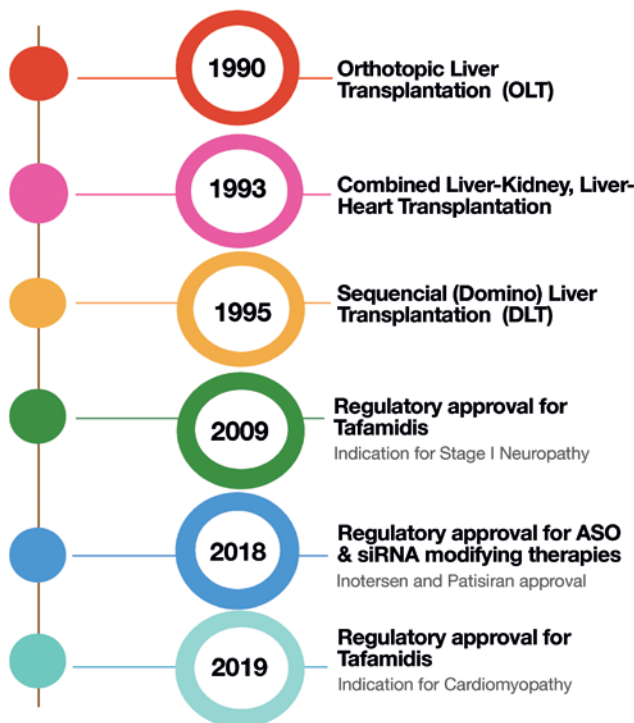 1990
Orthotopic Liver
Transplantation (OLT)
1993
Combined Liver-Kidney, Liver-
Heart Transplantation
1995
Sequencial (Domino) Liver
Transplantation (DLT)
2009
Regulatory approval for
Tafamidis
Indication for Stage I Neuropathy
2018
Regulatory approval for ASO
& siRNA modifying therapies
Inotersen and Patisiran approval
2019
Regulatory approval for
Tafamidis
Indication for Cardiomyopathy